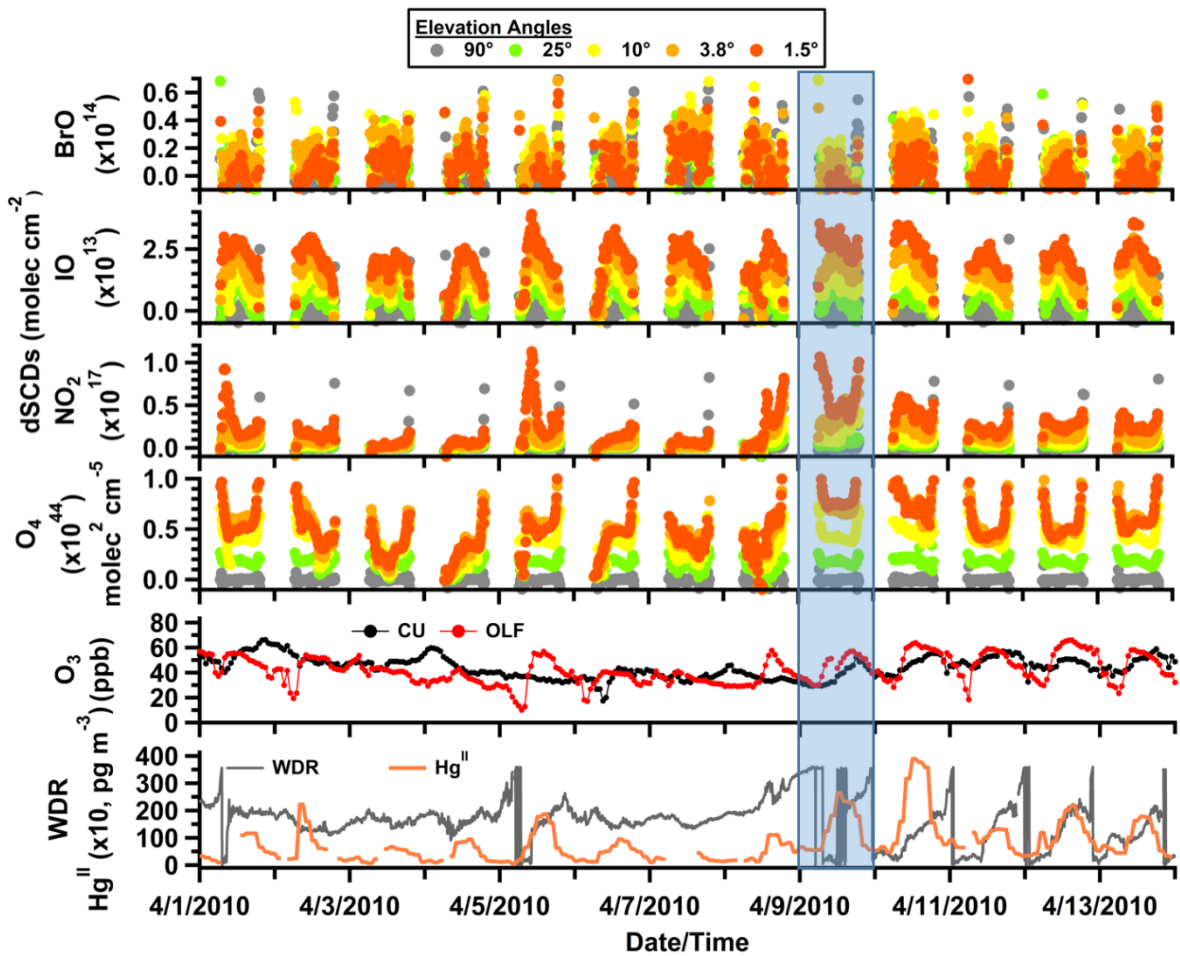 Elevation Angles
90° 25° 10° 3.8° 1.5°
BrO
(x10^14)
0.6
0.4
0.2
0.0
dSCDs (molec cm^-2)
IO
(x10^13)
2.5
0.0
NO2
(x10^17)
1.0
0.5
0.0
O4
(x10^44)
molec^2 cm^-5
1.0
0.5
0.0
O3
(ppb)
80
60
40
20
0
CU OLF
WDR
Hg^II (x10, pg m^-3)
400
300
200
100
0
WDR Hg^II
4/1/2010 4/3/2010 4/5/2010 4/7/2010 4/9/2010 4/11/2010 4/13/2010
Date/Time